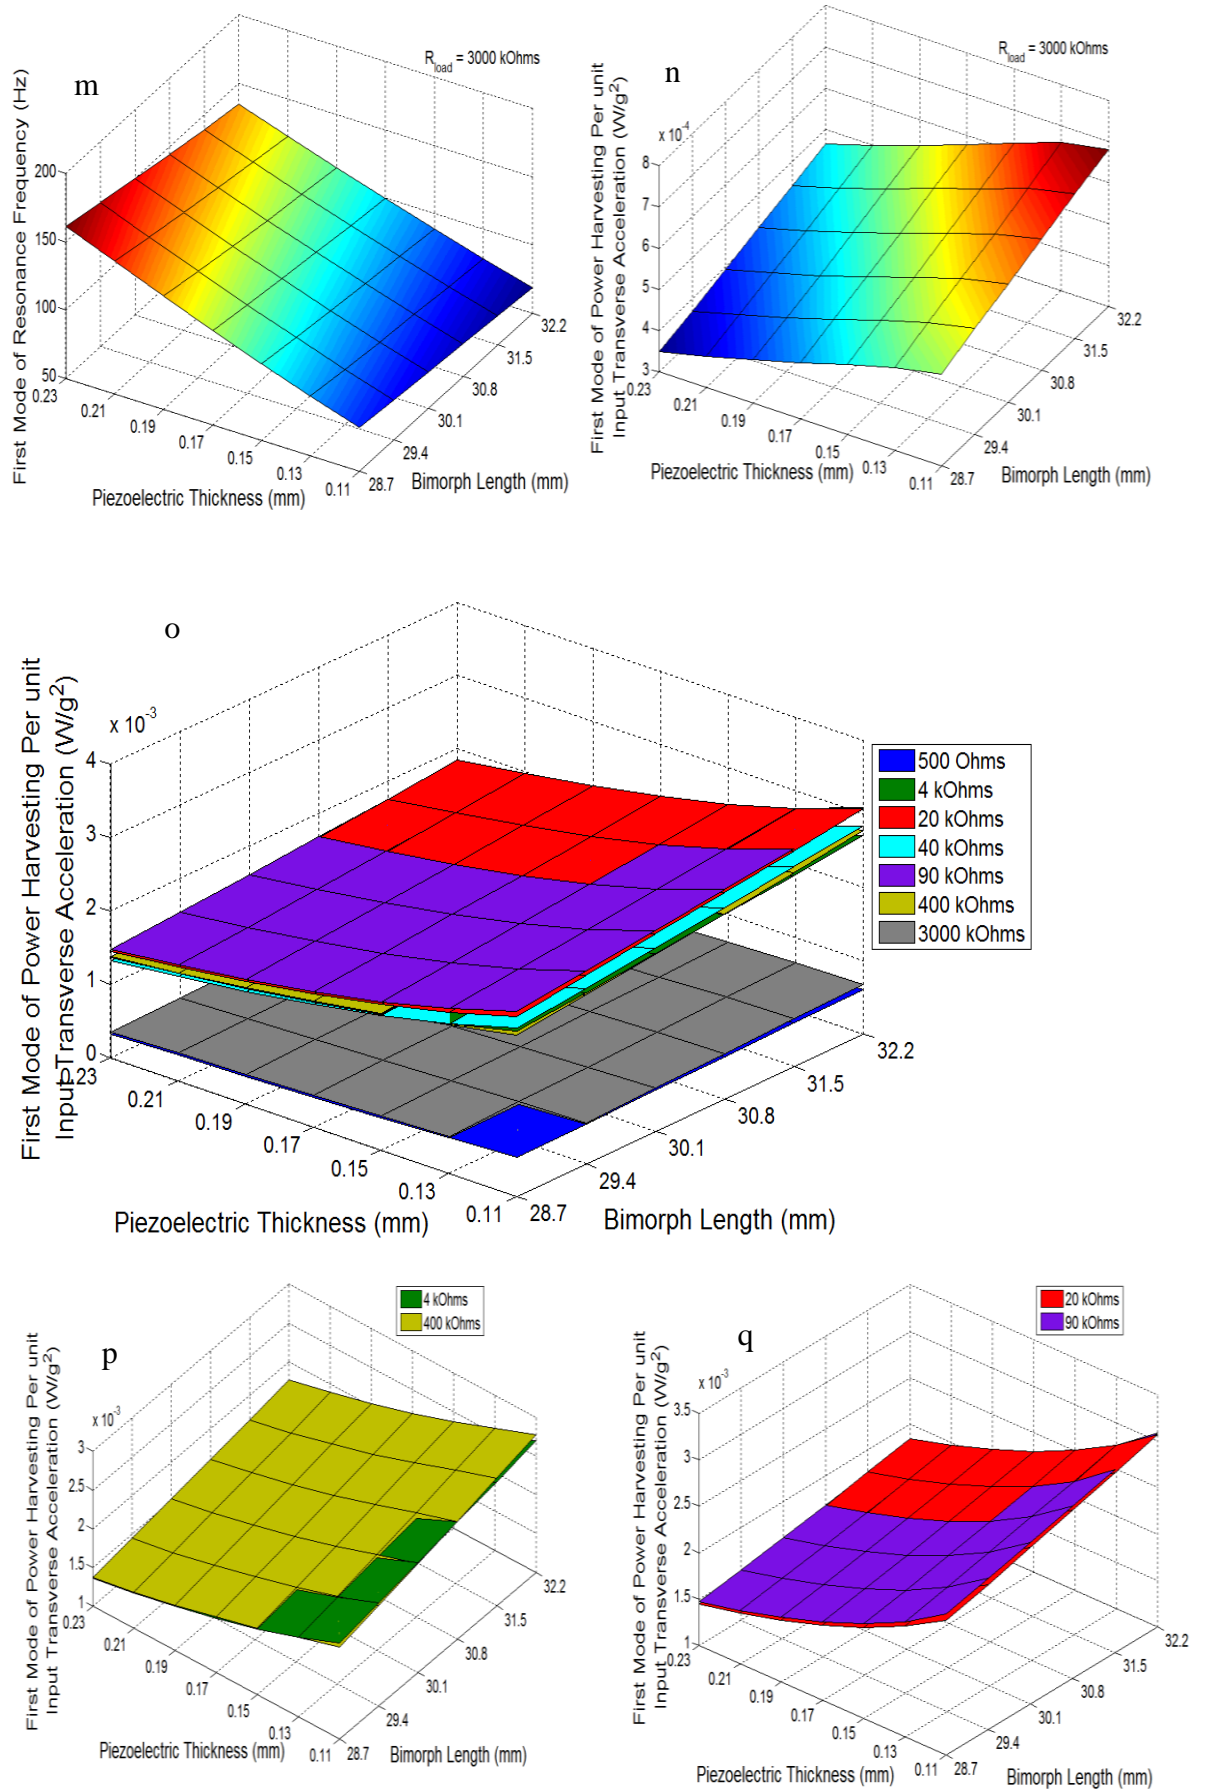 m
R_load = 3000 kOhms
First Mode of Resonance Frequency (Hz)
200
150
100
50
0.23
0.21
0.19
0.17
0.15
0.13
0.11
28.7
29.4
30.1
30.8
31.5
32.2
Piezoelectric Thickness (mm)
Bimorph Length (mm)
n
R_load = 3000 kOhms
First Mode of Power Harvesting Per unit
Input Transverse Acceleration (W/g²)
x 10⁻⁴
8
7
6
5
4
3
0.23
0.21
0.19
0.17
0.15
0.13
0.11
28.7
29.4
30.1
30.8
31.5
32.2
Piezoelectric Thickness (mm)
Bimorph Length (mm)
o
First Mode of Power Harvesting Per unit
Input Transverse Acceleration (W/g²)
x 10⁻³
4
3
2
1
0
0.23
0.21
0.19
0.17
0.15
0.13
0.11
28.7
29.4
30.1
30.8
31.5
32.2
Piezoelectric Thickness (mm)
Bimorph Length (mm)
500 Ohms
4 kOhms
20 kOhms
40 kOhms
90 kOhms
400 kOhms
3000 kOhms
p
4 kOhms
400 kOhms
First Mode of Power Harvesting Per unit
Input Transverse Acceleration (W/g²)
x 10⁻³
3
2.5
2
1.5
1
0.23
0.21
0.19
0.17
0.15
0.13
0.11
28.7
29.4
30.1
30.8
31.5
32.2
Piezoelectric Thickness (mm)
Bimorph Length (mm)
q
20 kOhms
90 kOhms
First Mode of Power Harvesting Per unit
Input Transverse Acceleration (W/g²)
x 10⁻³
3.5
3
2.5
2
1.5
1
0.23
0.21
0.19
0.17
0.15
0.13
0.11
28.7
29.4
30.1
30.8
31.5
32.2
Piezoelectric Thickness (mm)
Bimorph Length (mm)